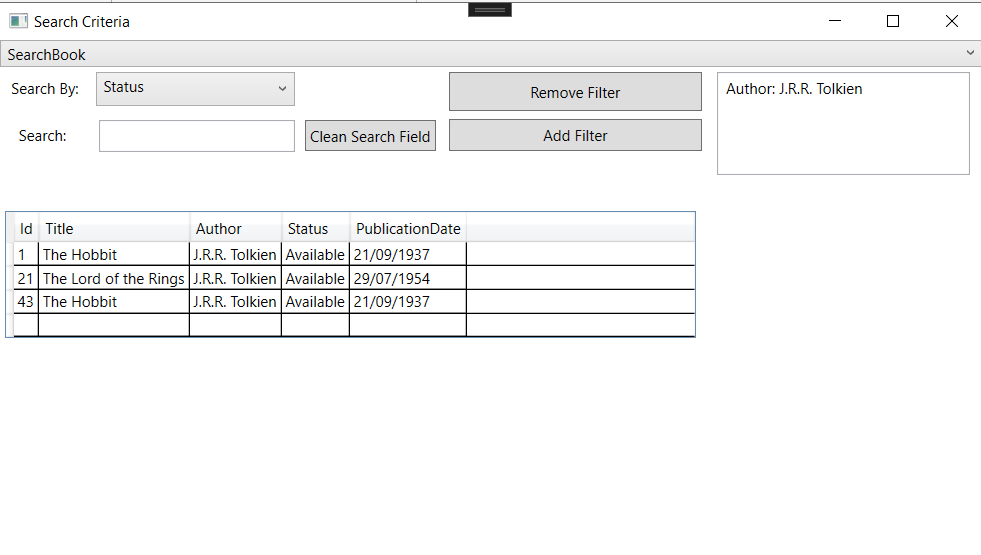 Search Criteria
SearchBook
Search By: Status Remove Filter Author: J.R.R. Tolkien
Search: Clean Search Field Add Filter
Id Title Author Status PublicationDate
1 The Hobbit J.R.R. Tolkien Available 21/09/1937
21 The Lord of the Rings J.R.R. Tolkien Available 29/07/1954
43 The Hobbit J.R.R. Tolkien Available 21/09/1937